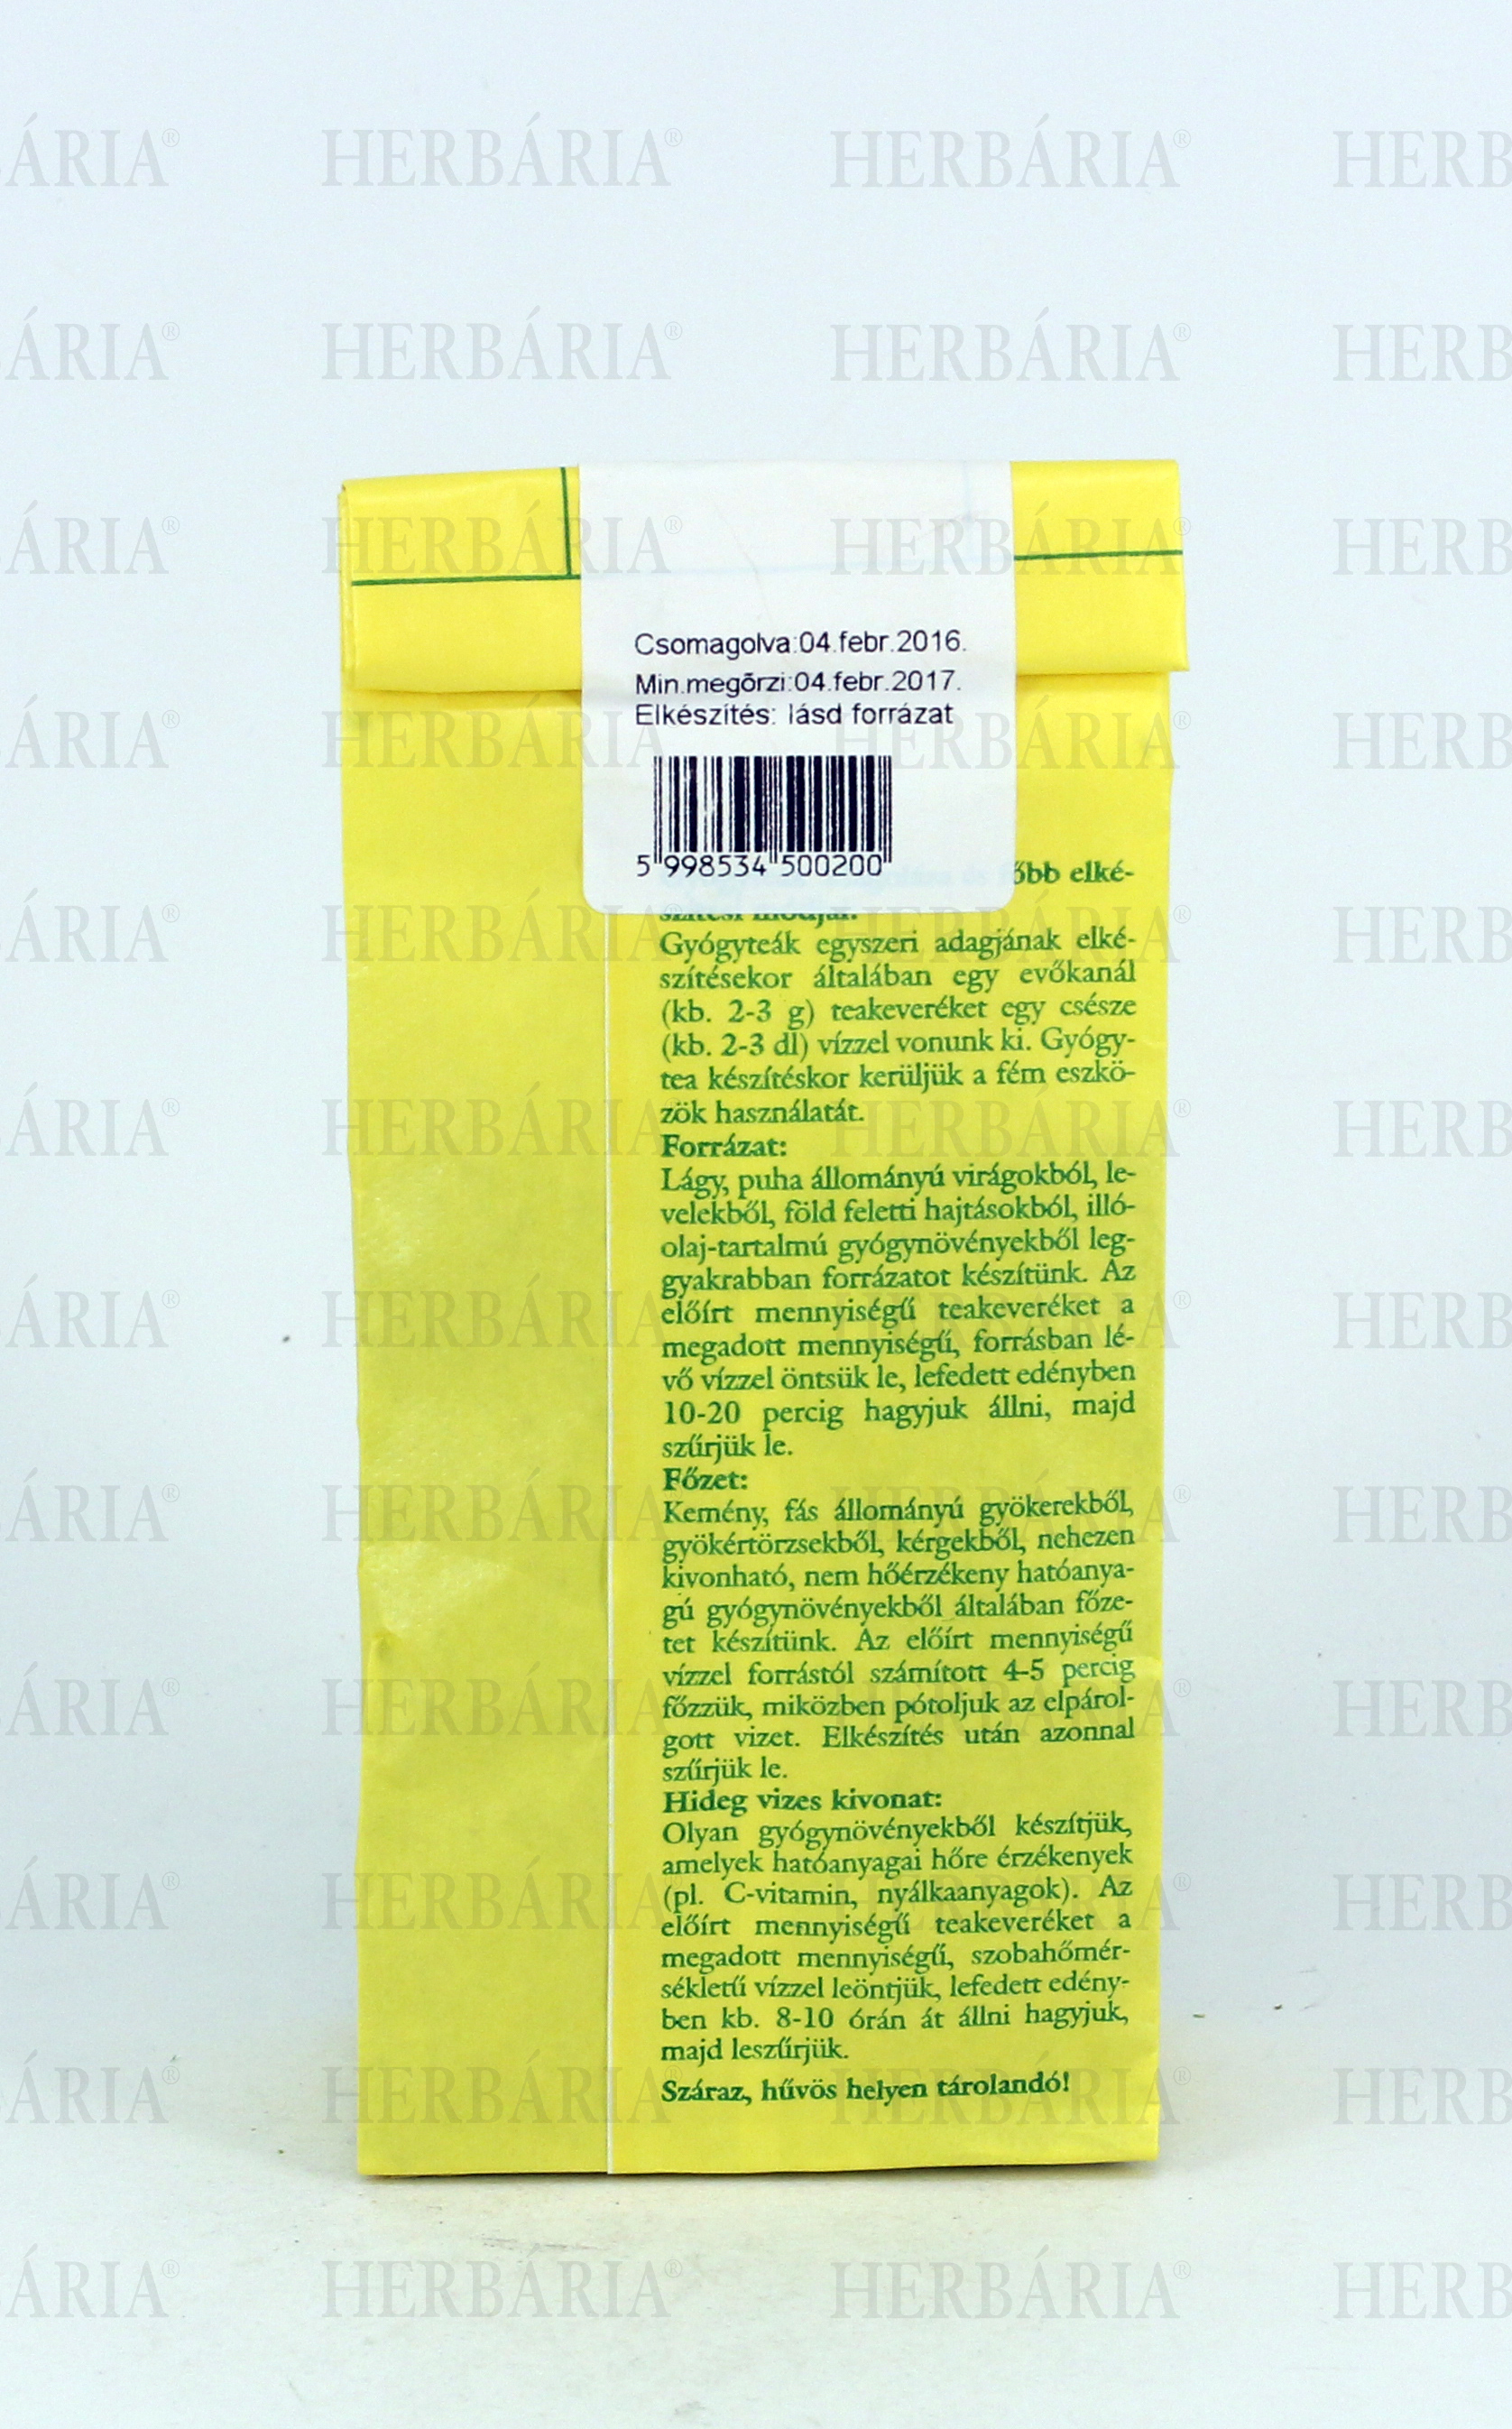 Csomagolva:04.febr.2016.
Min.megõrzi:04.febr.2017.
Elkészítés: lásd forrázat
5 998534 500200
főbb elké-
szítési módjai:
Gyógyteák egyszeri adagjának elké-
szítésekor általában egy evőkanál
(kb. 2-3 g) teakeveréket egy csésze
(kb. 2-3 dl) vízzel vonunk ki. Gyógy-
tea készítéskor kerüljük a fém eszkö-
zök használatát.
Forrázat:
Lágy, puha állományú virágokból, le-
velekből, föld feletti hajtásokból, illó-
olaj-tartalmú gyógynövényekből leg-
gyakrabban forrázatot készítünk. Az
előírt mennyiségű teakeveréket a
megadott mennyiségű, forrásban lé-
vő vízzel öntsük le, lefedett edényben
10-20 percig hagyjuk állni, majd
szűrjük le.
Főzet:
Kemény, fás állományú gyökerekből,
gyökértörzsekből, kérgekből, nehezen
kivonható, nem hőérzékeny hatóanya-
gú gyógynövényekből általában főze-
tet készítünk. Az előírt mennyiségű
vízzel forrástól számított 4-5 percig
főzzük, miközben pótoljuk az elpárol-
gott vizet. Elkészítés után azonnal
szűrjük le.
Hideg vizes kivonat:
Olyan gyógynövényekből készítjük,
amelyek hatóanyagai hőre érzékenyek
(pl. C-vitamin, nyálkaanyagok). Az
előírt mennyiségű teakeveréket a
megadott mennyiségű, szobahőmér-
sékletű vízzel leöntjük, lefedett edény-
ben kb. 8-10 órán át állni hagyjuk,
majd leszűrjük.
Száraz, hűvös helyen tárolandó!
HERBÁRIA®